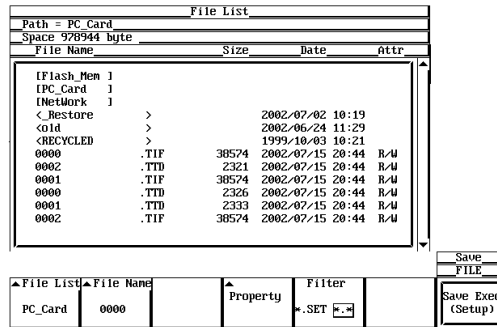 File List
Path = PC_Card
Space 978944 byte
File Name Size Date Attr
[Flash_Mem ]
[PC_Card ]
[NetWork ]
<_Restore > 2002/07/02 10:19
<old > 2002/06/24 11:29
<RECYCLED > 1999/10/03 10:21
0000 .TIF 38574 2002/07/15 20:44 R/W
0002 .TTD 2321 2002/07/15 20:44 R/W
0001 .TIF 38574 2002/07/15 20:44 R/W
0000 .TTD 2326 2002/07/15 20:44 R/W
0001 .TTD 2333 2002/07/15 20:44 R/W
0002 .TIF 38574 2002/07/15 20:44 R/W
Save
FILE
File List File Name Property Filter
PC_Card 0000 *.SET *.*
Save Exec
(Setup)